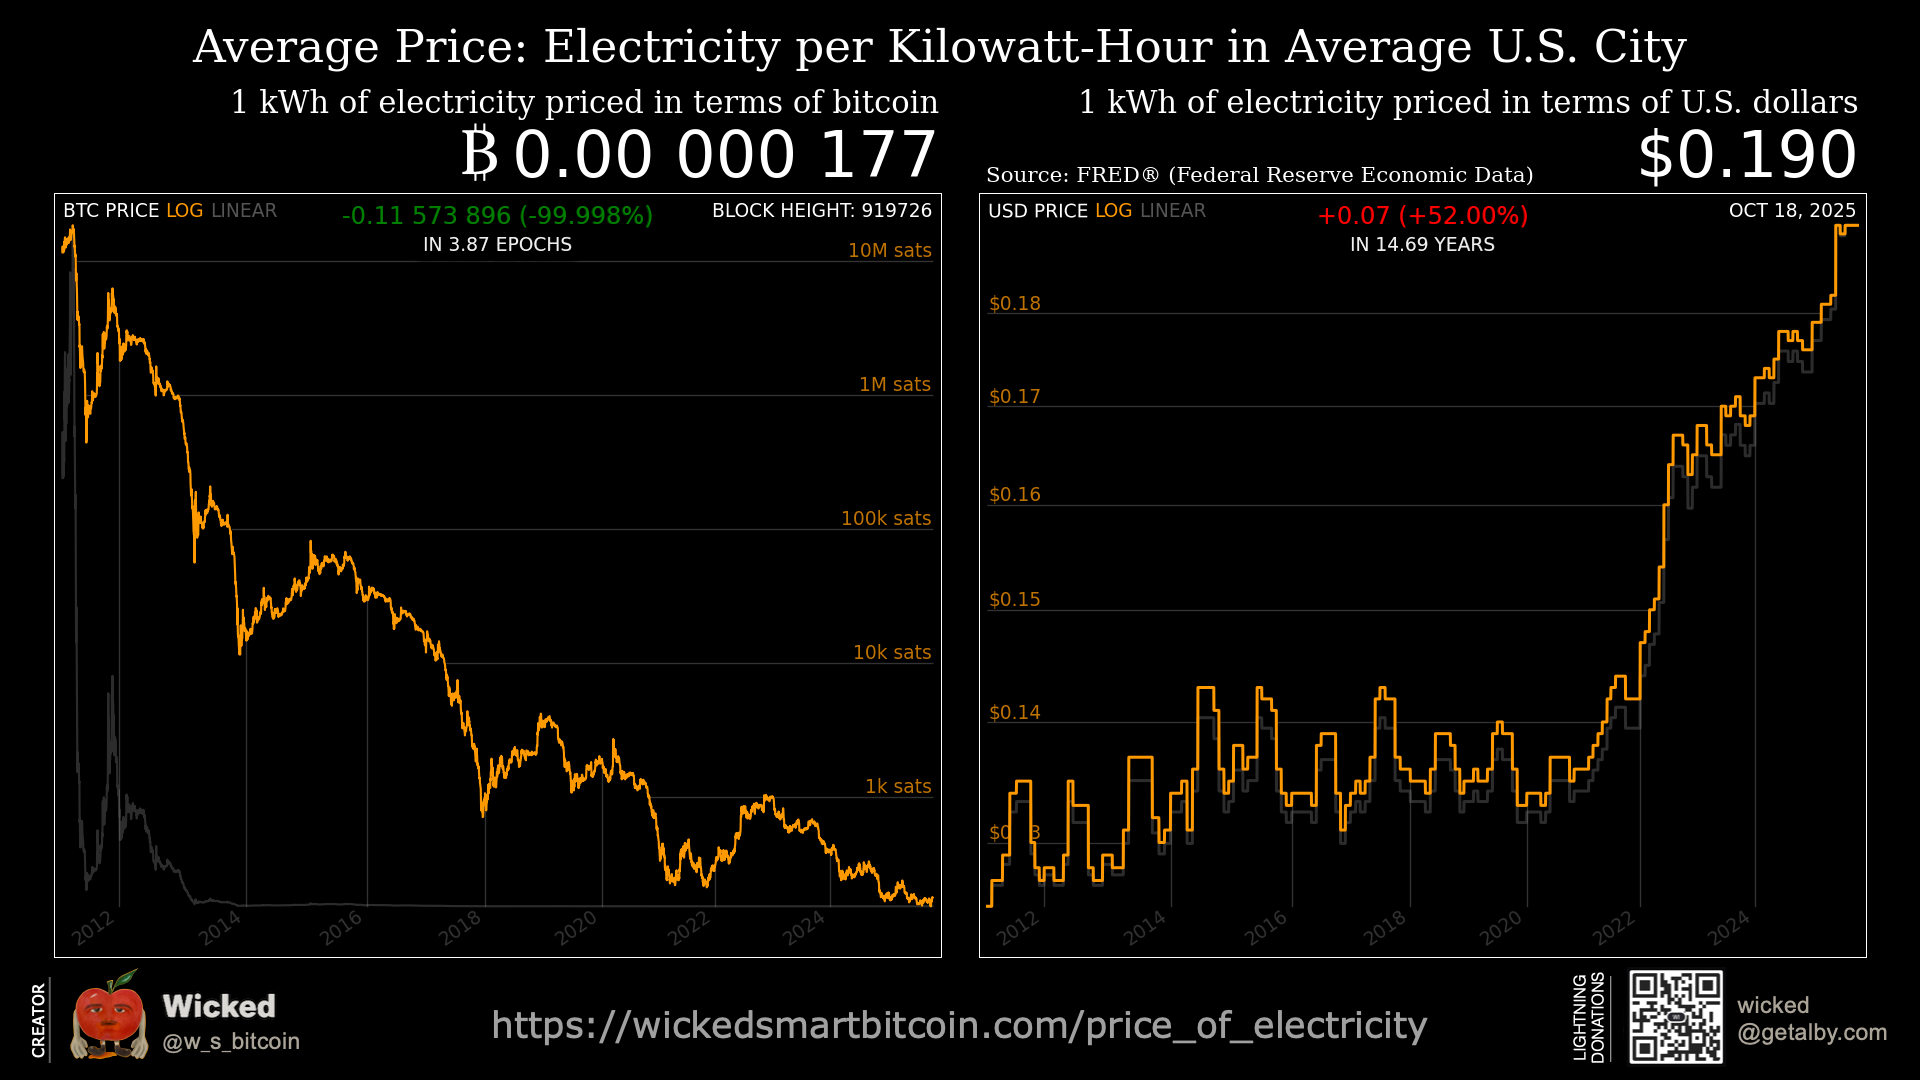 Average Price: Electricity per Kilowatt-Hour in Average U.S. City
1 kWh of electricity priced in terms of bitcoin
₿ 0.00 000 177
1 kWh of electricity priced in terms of U.S. dollars
Source: FRED® (Federal Reserve Economic Data)
$0.190
BTC PRICE LOG LINEAR
-0.11 573 896 (-99.998%)
IN 3.87 EPOCHS
BLOCK HEIGHT: 919726
10M sats
1M sats
100k sats
10k sats
1k sats
2012
2014
2016
2018
2020
2022
2024
USD PRICE LOG LINEAR
+0.07 (+52.00%)
IN 14.69 YEARS
OCT 18, 2025
$0.18
$0.17
$0.16
$0.15
$0.14
2012
2014
2016
2018
2020
2022
2024
CREATOR
Wicked
@w_s_bitcoin
https://wickedsmartbitcoin.com/price_of_electricity
LIGHTNING
DONATIONS
wicked
@getalby.com